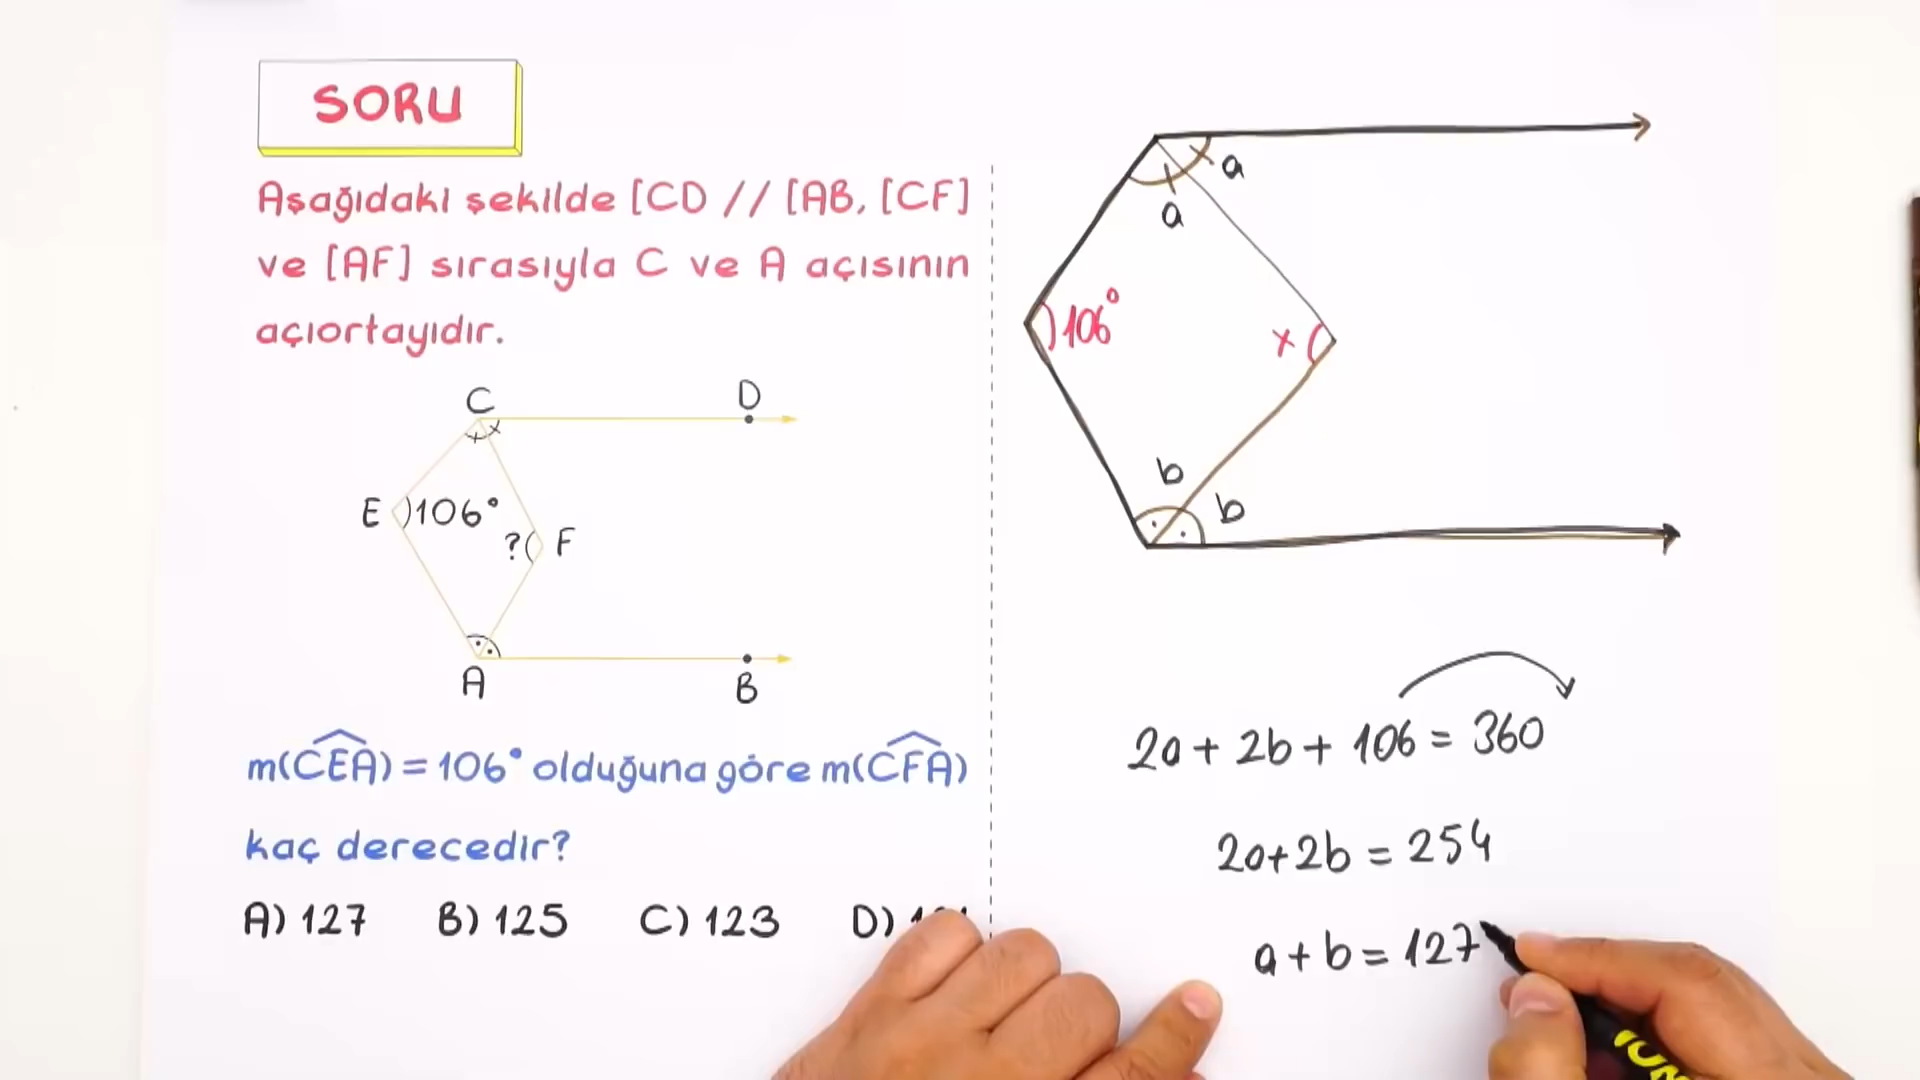 SORU
Aşağıdaki şekilde [CD // [AB, [CF]
ve [AF] sırasıyla C ve A açısının
açıortayıdır.
C
D
E
106°
?
F
A
B
m(CEA) = 106° olduğuna göre m(CFA)
kaç derecedir?
A) 127 B) 125 C) 123 D)
a
a
106°
x
b
b
2a + 2b + 106 = 360
2a+2b = 254
a + b = 127